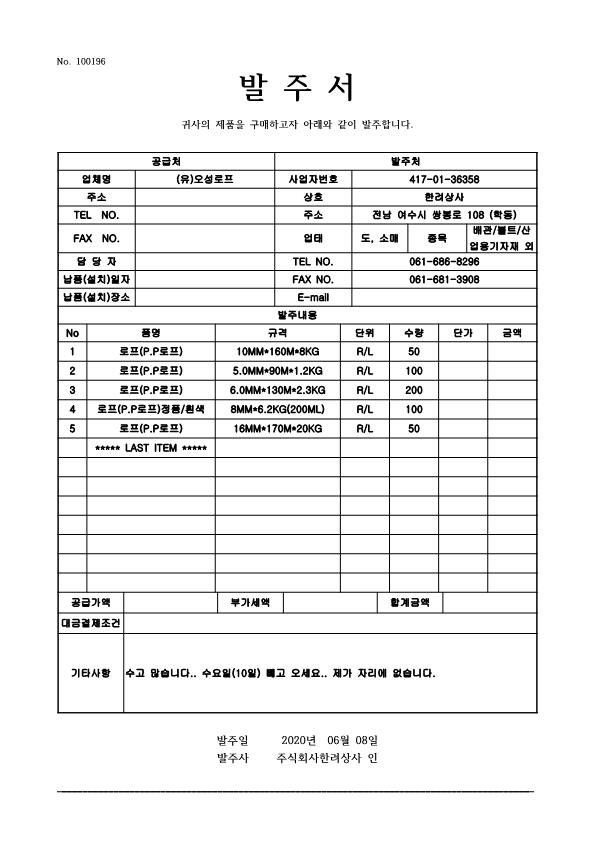 No. 100196
발 주 서
귀사의 제품을 구매하고자 아래와 같이 발주합니다.
공급처 발주처
업체명 (유)오성로프 사업자번호 417-01-36358
주소 상호 한려상사
TEL NO. 주소 전남 여수시 쌍봉로 108 (학동)
FAX NO. 업태 도, 소매 종목 배관/볼트/산
업용기자재 외
담 당 자 TEL NO. 061-686-8296
납품(설치)일자 FAX NO. 061-681-3908
납품(설치)장소 E-mail
발주내용
No 품명 규격 단위 수량 단가 금액
1 로프(P.P로프) 10MM*160M*8KG R/L 50
2 로프(P.P로프) 5.0MM*90M*1.2KG R/L 100
3 로프(P.P로프) 6.0MM*130M*2.3KG R/L 200
4 로프(P.P로프)정품/흰색 8MM*6.2KG(200ML) R/L 100
5 로프(P.P로프) 16MM*170M*20KG R/L 50
***** LAST ITEM *****
공급가액 부가세액 합계금액
대금결제조건
기타사항 수고 많습니다.. 수요일(10일) 빼고 오세요.. 제가 자리에 없습니다.
발주일 2020년 06월 08일
발주사 주식회사한려상사 인